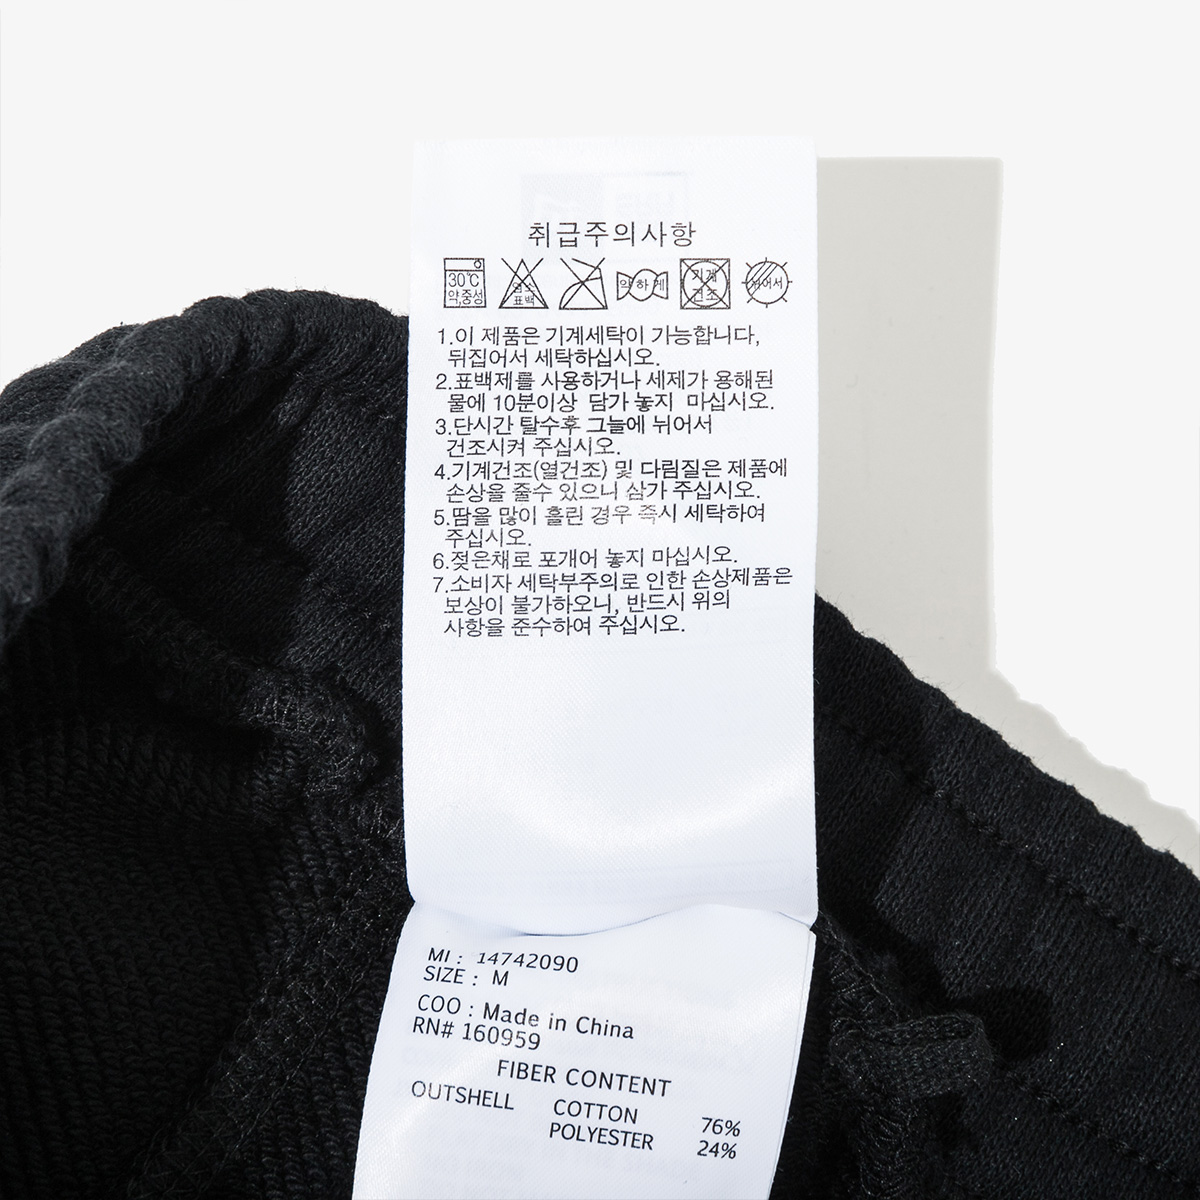 취급주의사항
30℃ 약,중성
염소 표백
약하게
기계 건조
뉘어서
1.이 제품은 기계세탁이 가능합니다,
뒤집어서 세탁하십시오.
2.표백제를 사용하거나 세제가 용해된
물에 10분이상 담가 놓지 마십시오.
3.단시간 탈수후 그늘에 뉘어서
건조시켜 주십시오.
4.기계건조(열건조) 및 다림질은 제품에
손상을 줄수 있으니 삼가 주십시오.
5.땀을 많이 흘린 경우 즉시 세탁하여
주십시오.
6.젖은채로 포개어 놓지 마십시오.
7.소비자 세탁부주의로 인한 손상제품은
보상이 불가하오니, 반드시 위의
사항을 준수하여 주십시오.
MI : 14742090
SIZE : M
COO : Made in China
RN# 160959
FIBER CONTENT
OUTSHELL COTTON 76%
POLYESTER 24%